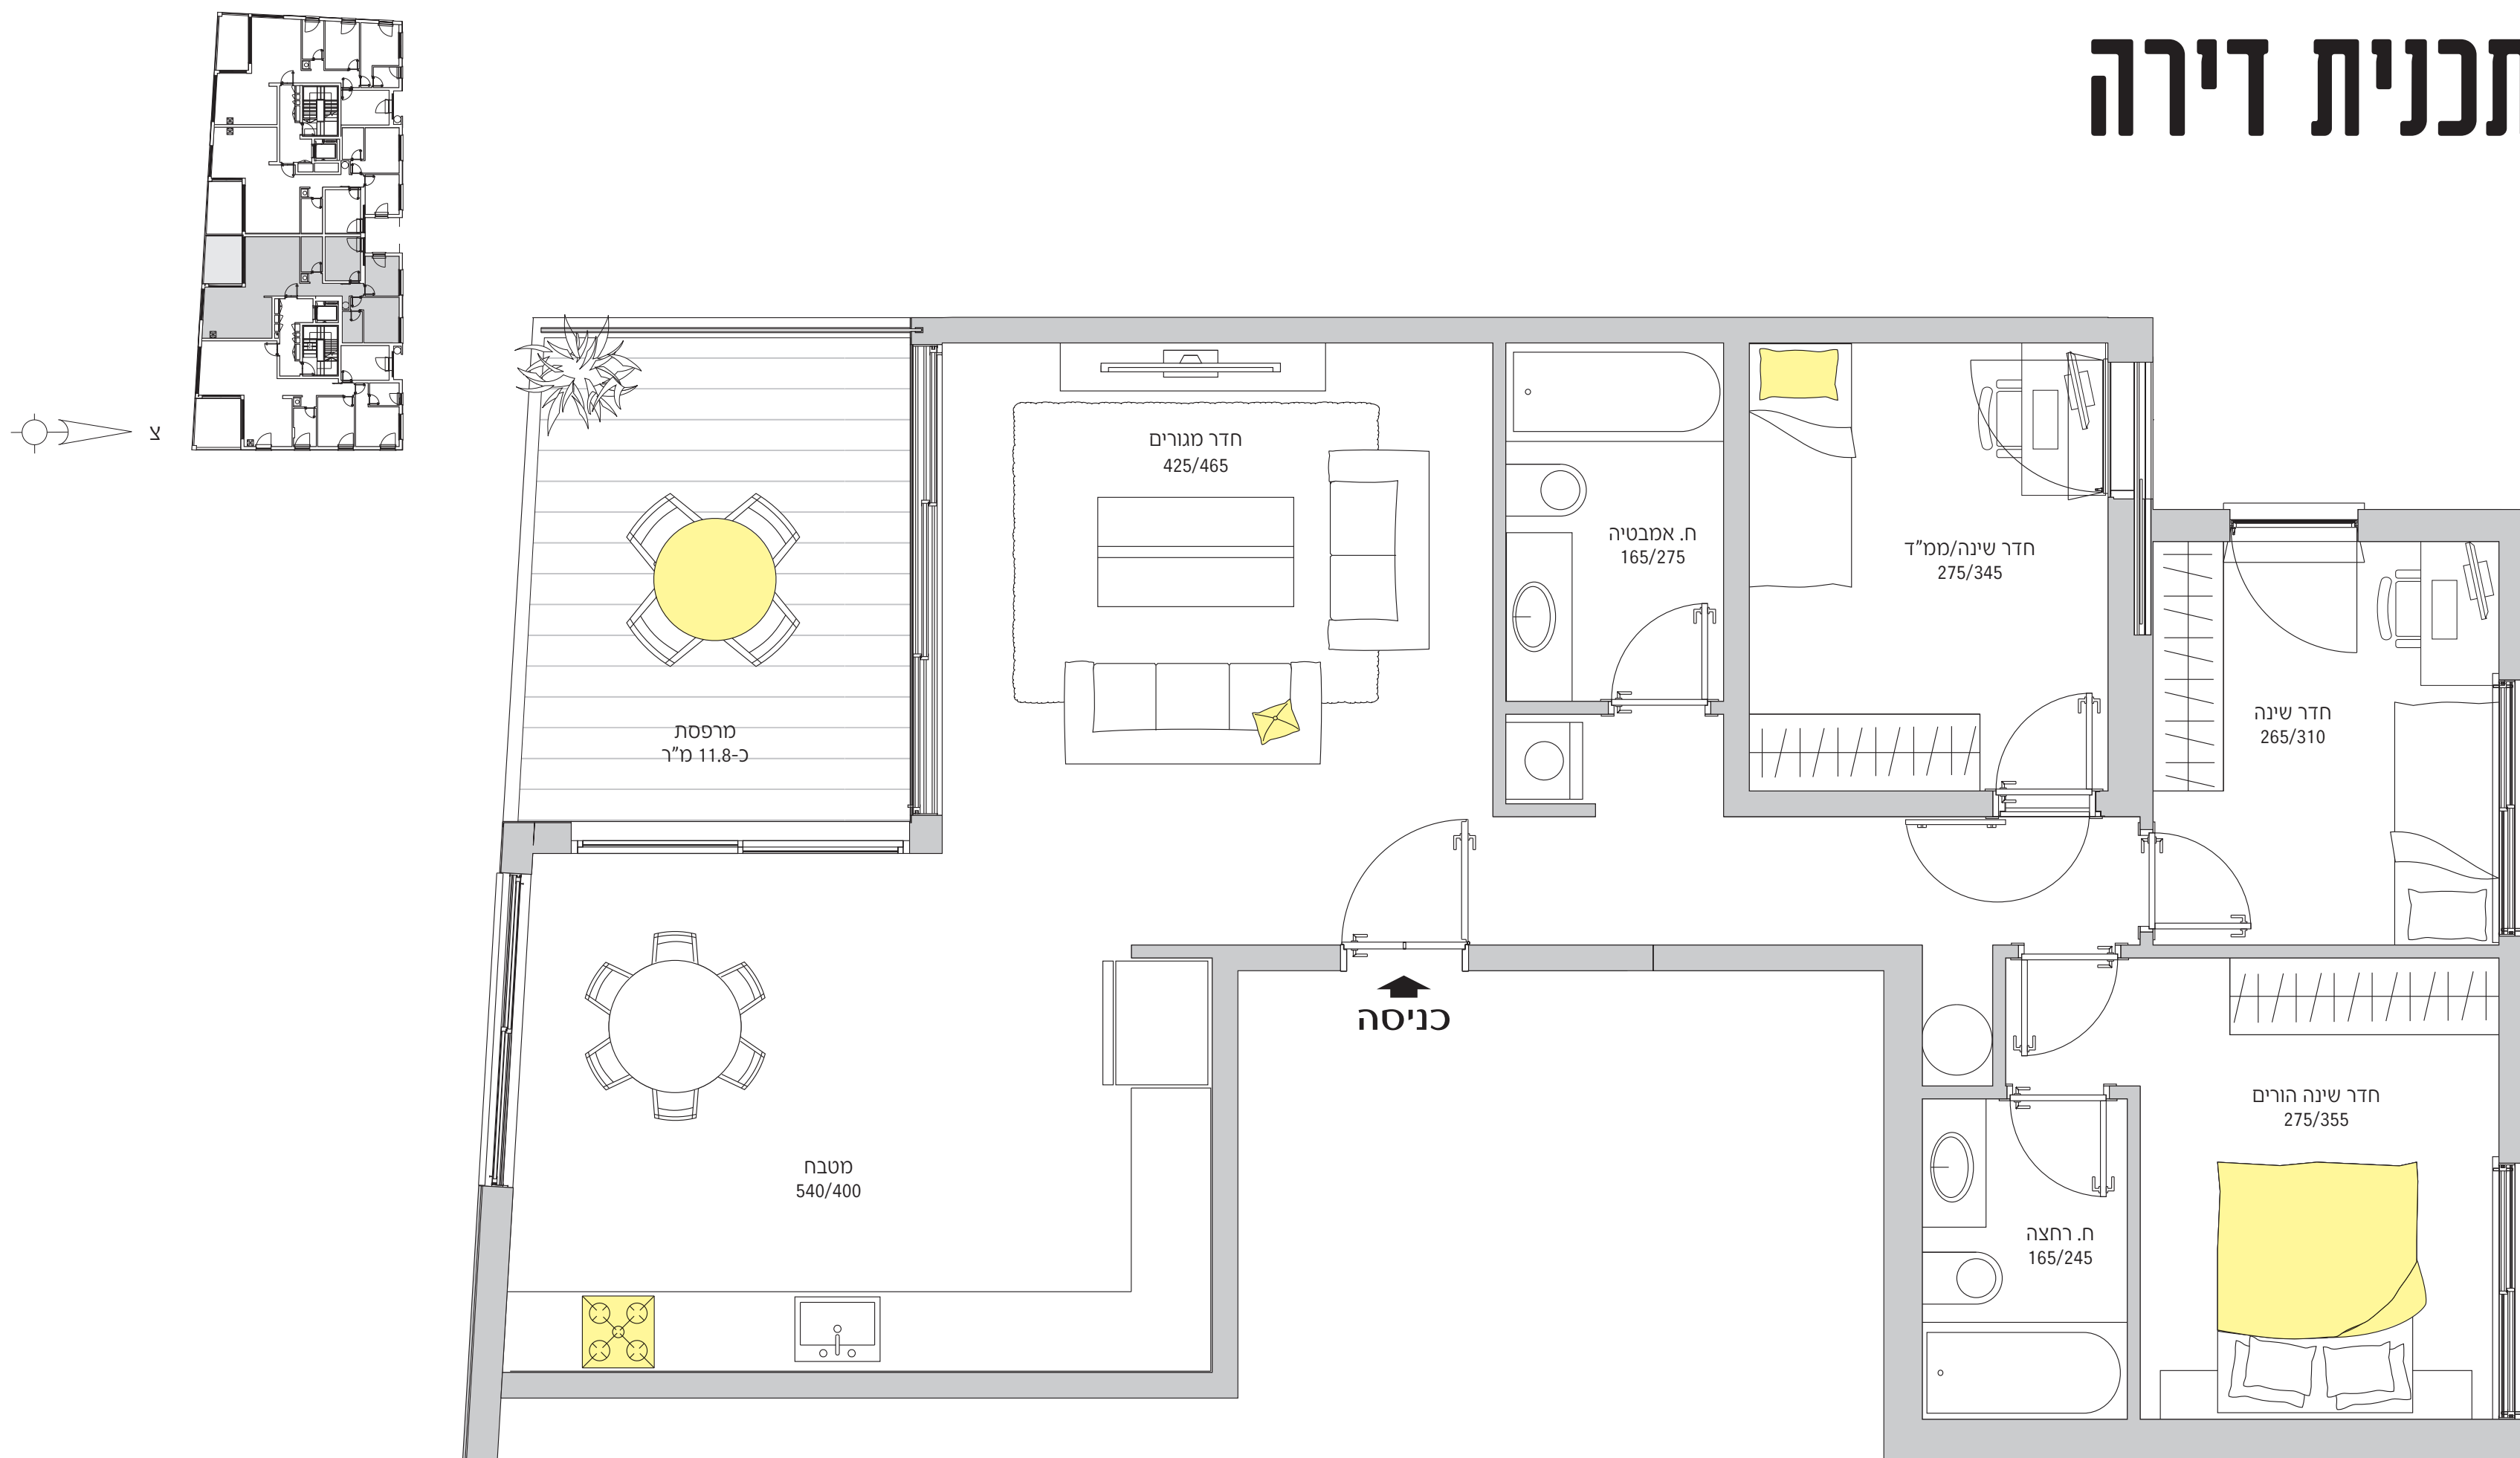 תכנית דירה
צ
חדר מגורים
425/465
ח. אמבטיה
165/275
חדר שינה/ממ"ד
275/345
חדר שינה
265/310
מרפסת
כ-11.8 מ"ר
כניסה
מטבח
540/400
חדר שינה הורים
275/355
ח. רחצה
165/245